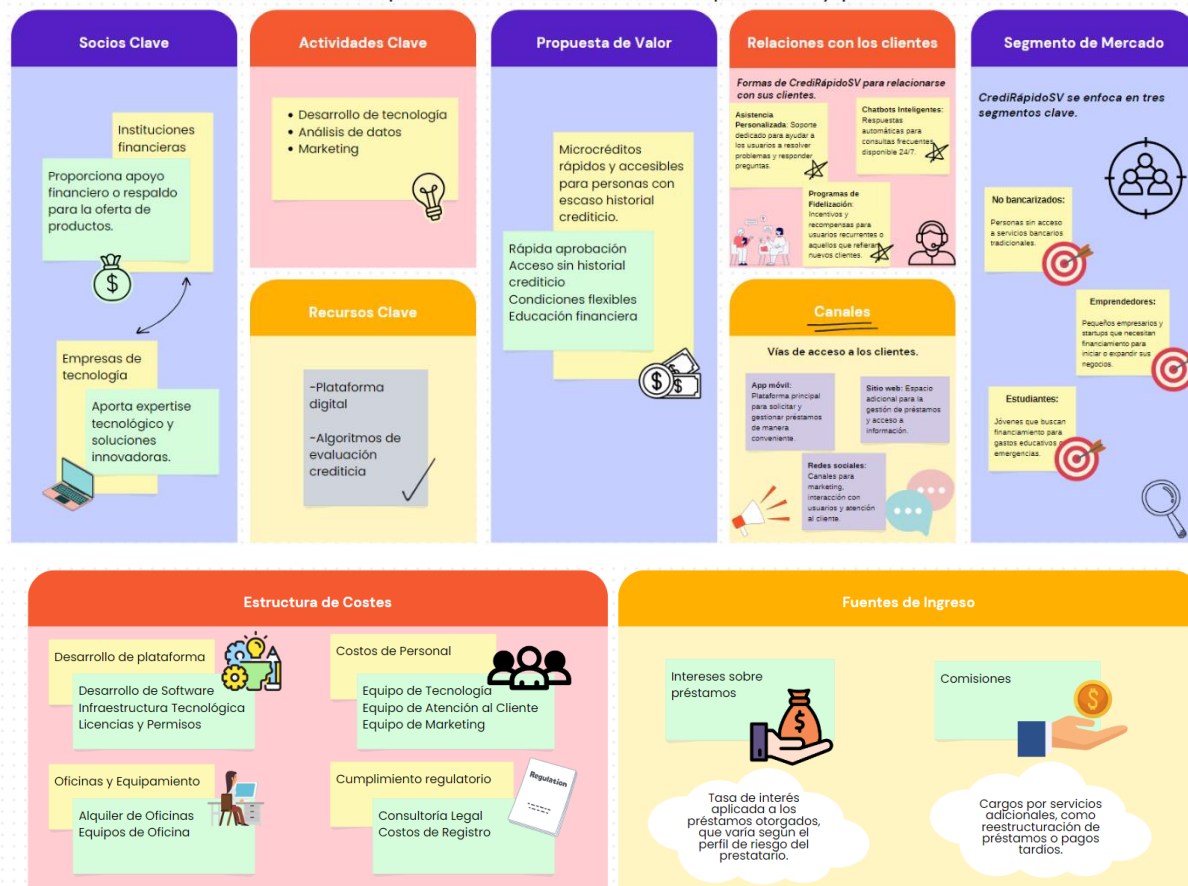 Socios Clave
Instituciones
financieras
Proporciona apoyo
financiero o respaldo
para la oferta de
productos.
Empresas de
tecnología
Aporta expertise
tecnológico y
soluciones
innovadoras.
Actividades Clave
• Desarrollo de tecnología
• Análisis de datos
• Marketing
Recursos Clave
-Plataforma
digital
-Algoritmos de
evaluación
crediticia
Propuesta de Valor
Microcréditos
rápidos y accesibles
para personas con
escaso historial
crediticio.
Rápida aprobación
Acceso sin historial
crediticio
Condiciones flexibles
Educación financiera
Relaciones con los clientes
Formas de CrediRápidoSV para relacionarse
con sus clientes.
Asistencia
Personalizada: Soporte
dedicado para ayudar a
los usuarios a resolver
problemas y responder
preguntas.
Chatbots Inteligentes:
Respuestas
automáticas para
consultas frecuentes,
disponible 24/7.
Programas de
Fidelización:
Incentivos y
recompensas para
usuarios recurrentes o
aquellos que refieran
nuevos clientes.
Canales
Vías de acceso a los clientes.
App móvil:
Plataforma principal
para solicitar y
gestionar préstamos
de manera
conveniente.
Sitio web: Espacio
adicional para la
gestión de préstamos
y acceso a
información.
Redes sociales:
Canales para
marketing,
interacción con
usuarios y atención
al cliente.
Segmento de Mercado
CrediRápidoSV se enfoca en tres
segmentos clave.
No bancarizados:
Personas sin acceso
a servicios bancarios
tradicionales.
Emprendedores:
Pequeños empresarios y
startups que necesitan
financiamiento para
iniciar o expandir sus
negocios.
Estudiantes:
Jóvenes que buscan
financiamiento para
gastos educativos o
emergencias.
Estructura de Costes
Desarrollo de plataforma
Desarrollo de Software
Infraestructura Tecnológica
Licencias y Permisos
Costos de Personal
Equipo de Tecnología
Equipo de Atención al Cliente
Equipo de Marketing
Oficinas y Equipamiento
Alquiler de Oficinas
Equipos de Oficina
Cumplimiento regulatorio
Consultoría Legal
Costos de Registro
Regulation
Fuentes de Ingreso
Intereses sobre
préstamos
Tasa de interés
aplicada a los
préstamos otorgados,
que varía según el
perfil de riesgo del
prestatario.
Comisiones
Cargos por servicios
adicionales, como
reestructuración de
préstamos o pagos
tardíos.